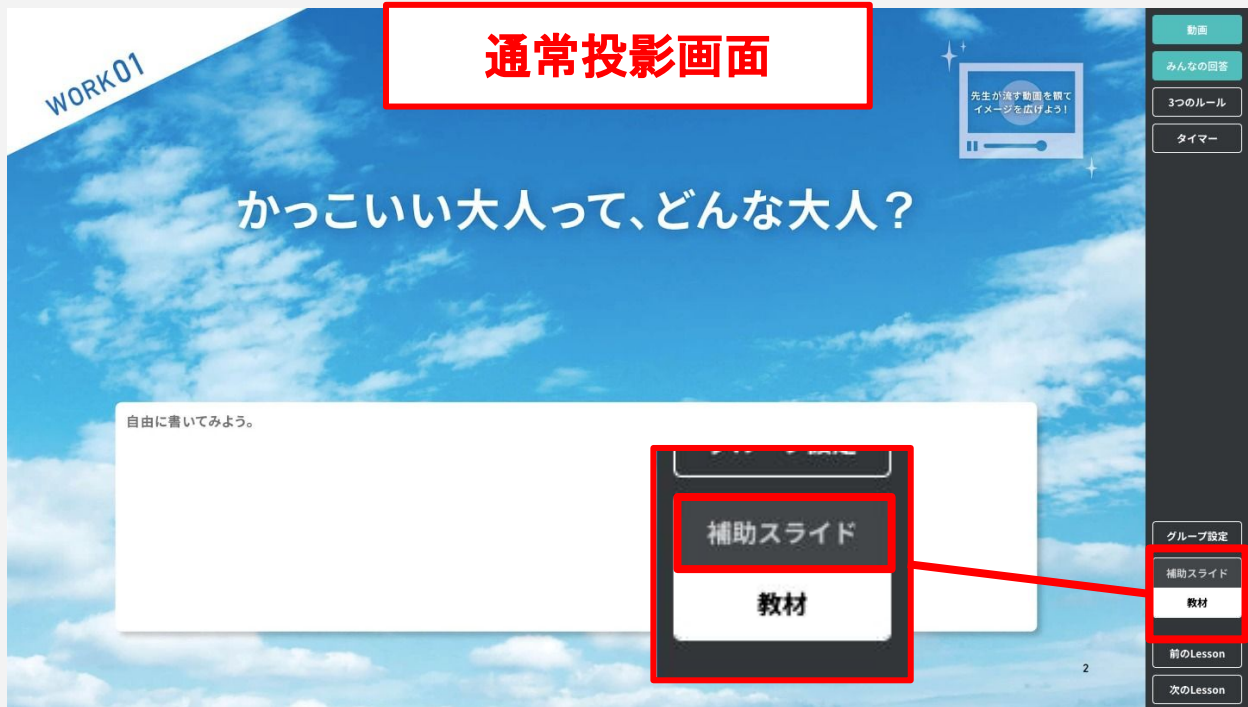 通常投影画面
WORK01
先生が流す動画を観て
イメージを広げよう!
かっこいい大人って、どんな大人?
自由に書いてみよう。
補助スライド
教材
2
動画
みんなの回答
3つのルール
タイマー
グループ設定
補助スライド
教材
前のLesson
次のLesson